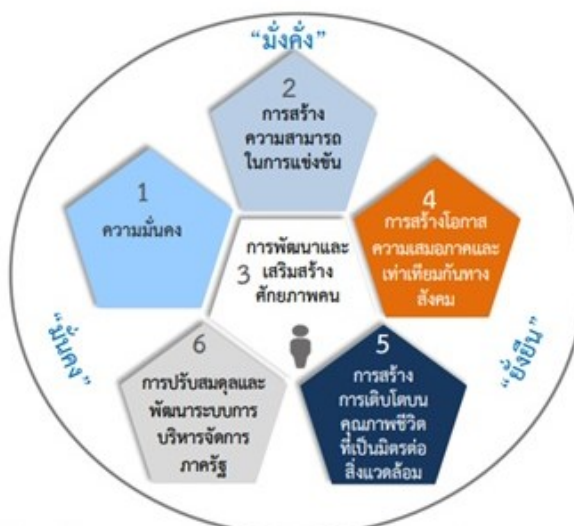 “มั่งคั่ง”
2
การสร้าง
ความสามารถ
ในการแข่งขัน
1
ความมั่นคง
4
การสร้างโอกาส
ความเสมอภาคและ
เท่าเทียมกันทาง
สังคม
การพัฒนาและ
3 เสริมสร้าง
ศักยภาพคน
“มั่นคง”
“ยั่งยืน”
6
การปรับสมดุลและ
พัฒนาระบบการ
บริหารจัดการ
ภาครัฐ
5
การสร้าง
การเติบโตบน
คุณภาพชีวิต
ที่เป็นมิตรต่อ
สิ่งแวดล้อม